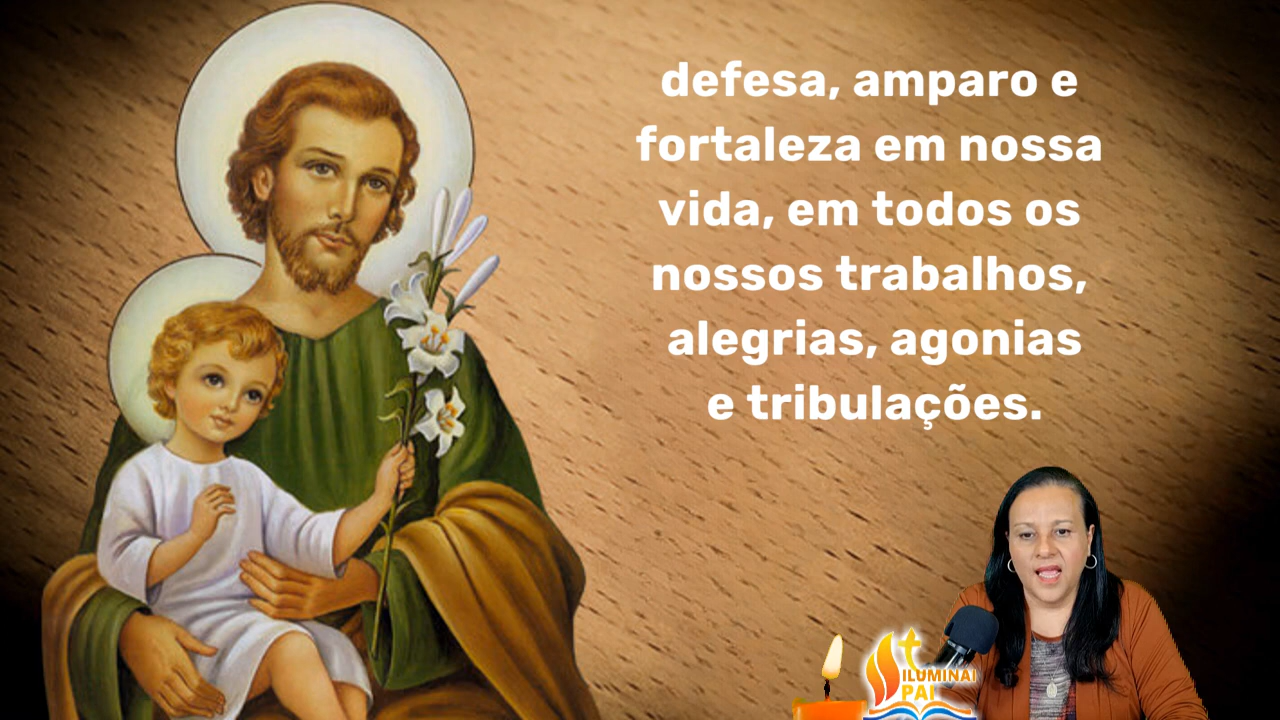 defesa, amparo e
fortaleza em nossa
vida, em todos os
nossos trabalhos,
alegrias, agonias
e tribulações.
ILUMINAI
PAI